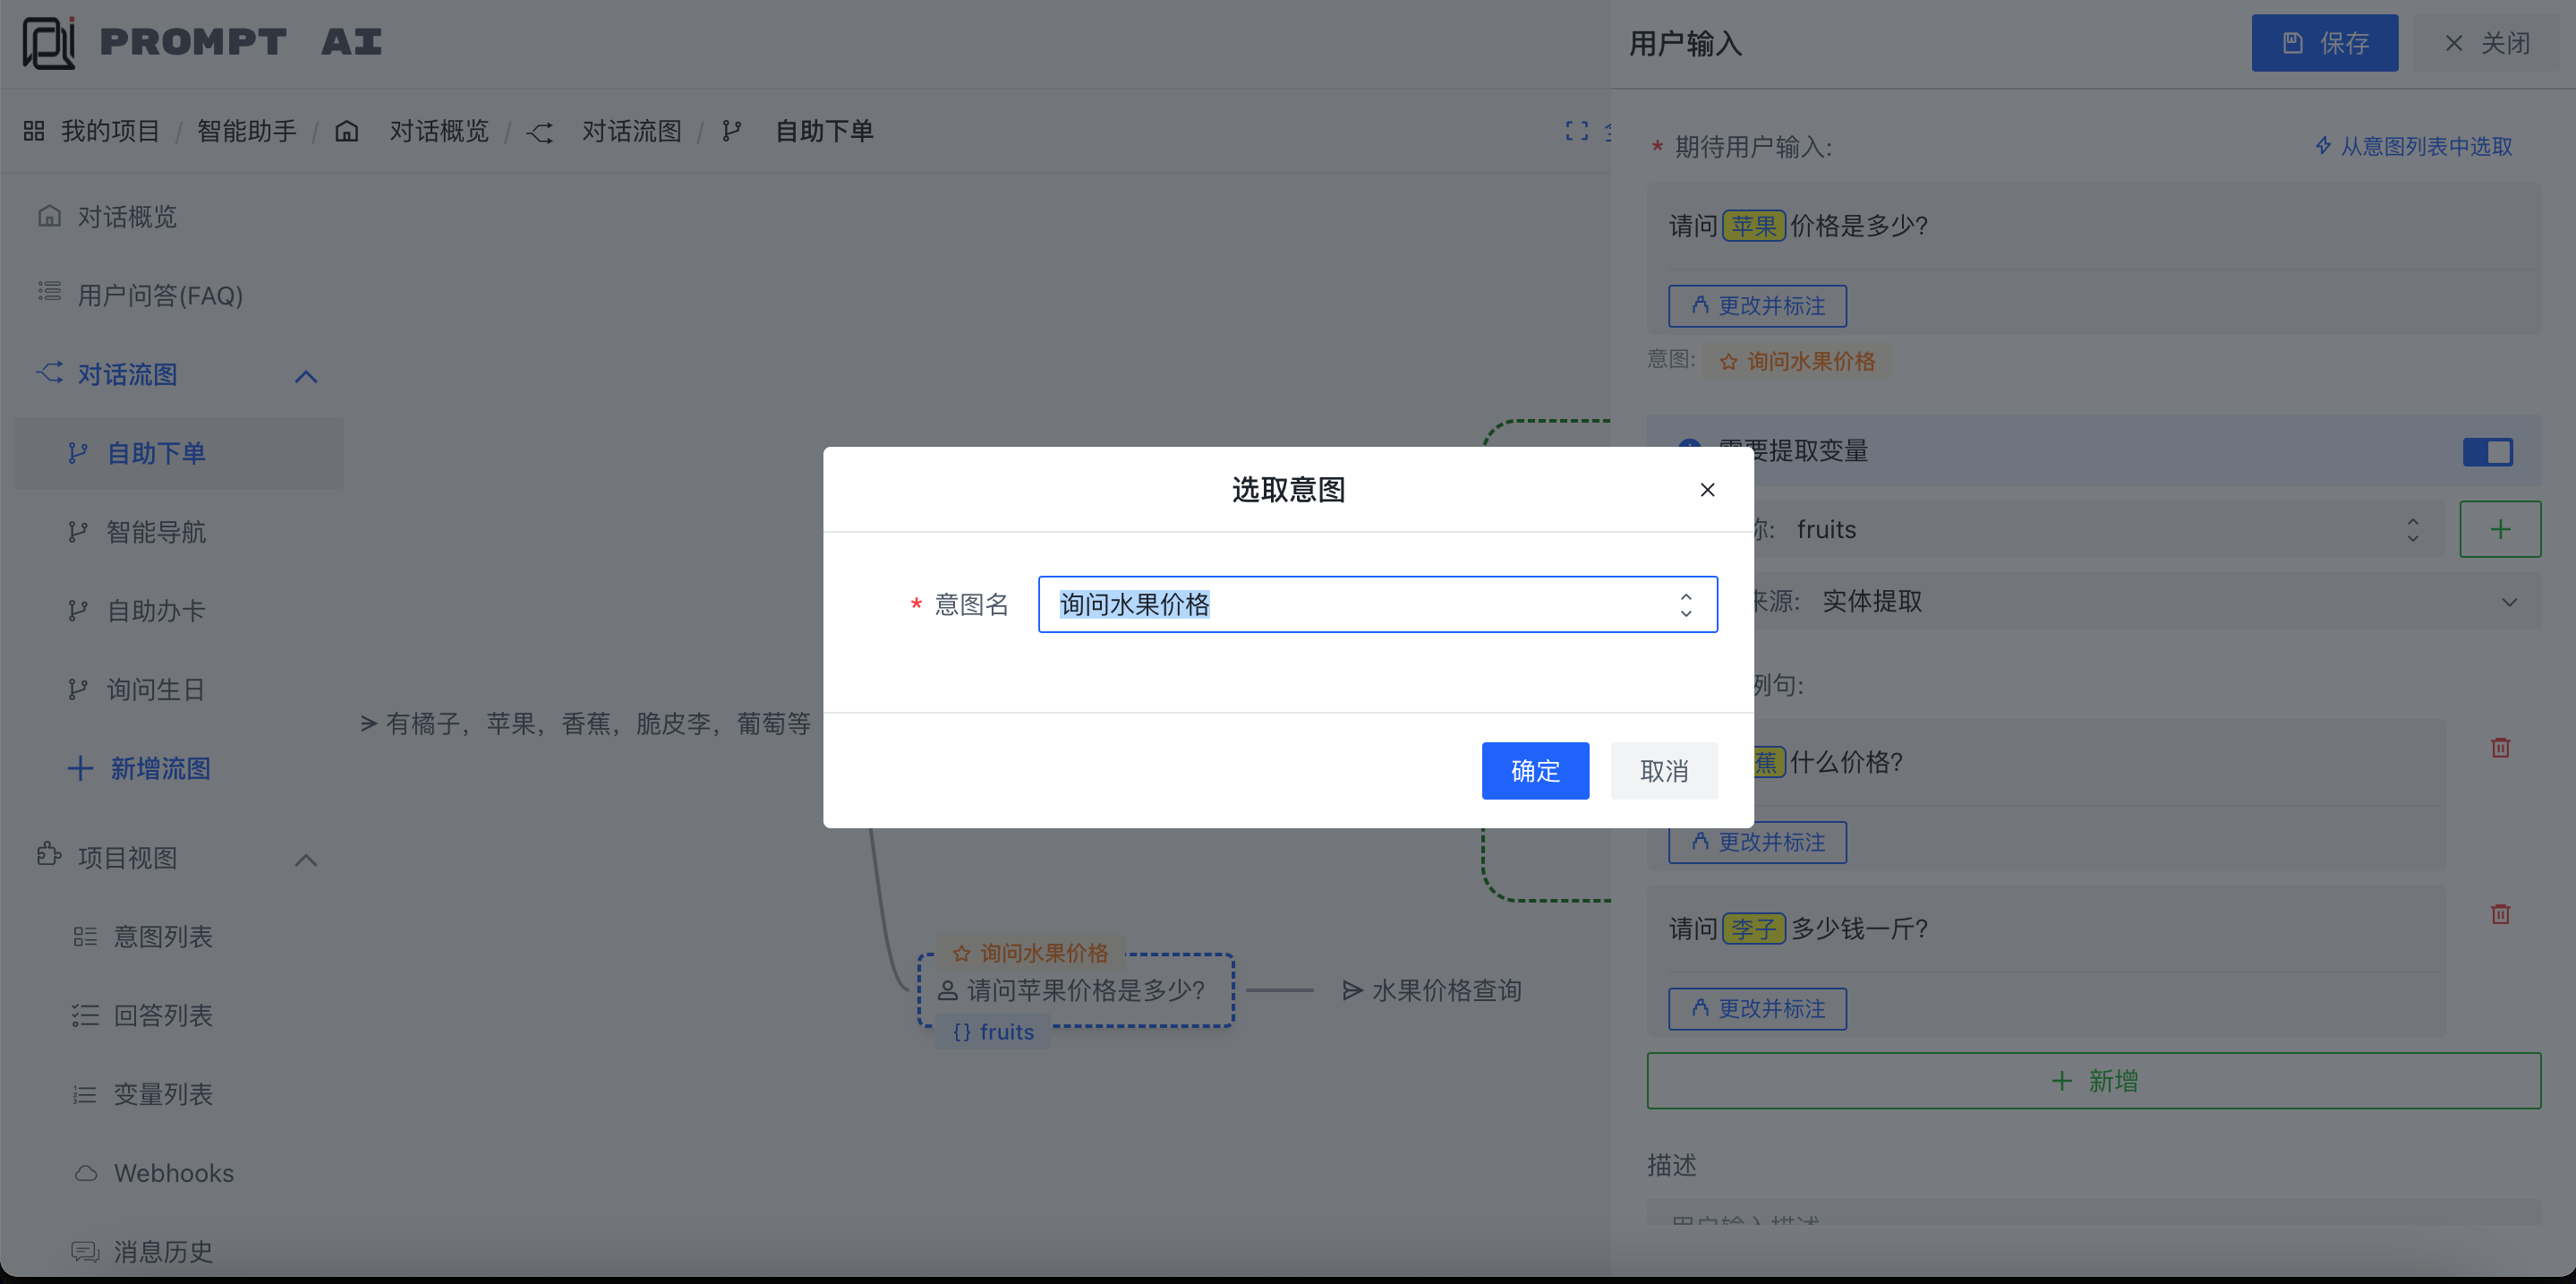 PROMPT AI
我的项目 / 智能助手 / 对话概览 / 对话流图 / 自助下单
对话概览
用户问答(FAQ)
对话流图
自助下单
智能导航
自助办卡
询问生日
新增流图
项目视图
意图列表
回答列表
变量列表
Webhooks
消息历史
有橘子，苹果，香蕉，脆皮李，葡萄等
询问水果价格
请问苹果价格是多少?
{} fruits
水果价格查询
选取意图
* 意图名
询问水果价格
确定
取消
用户输入
保存
关闭
* 期待用户输入:
从意图列表中选取
请问 苹果 价格是多少?
更改并标注
意图:
询问水果价格
要提取变量
称: fruits
来源: 实体提取
例句:
蕉 什么价格?
更改并标注
请问 李子 多少钱一斤?
更改并标注
新增
描述
用户输入描述